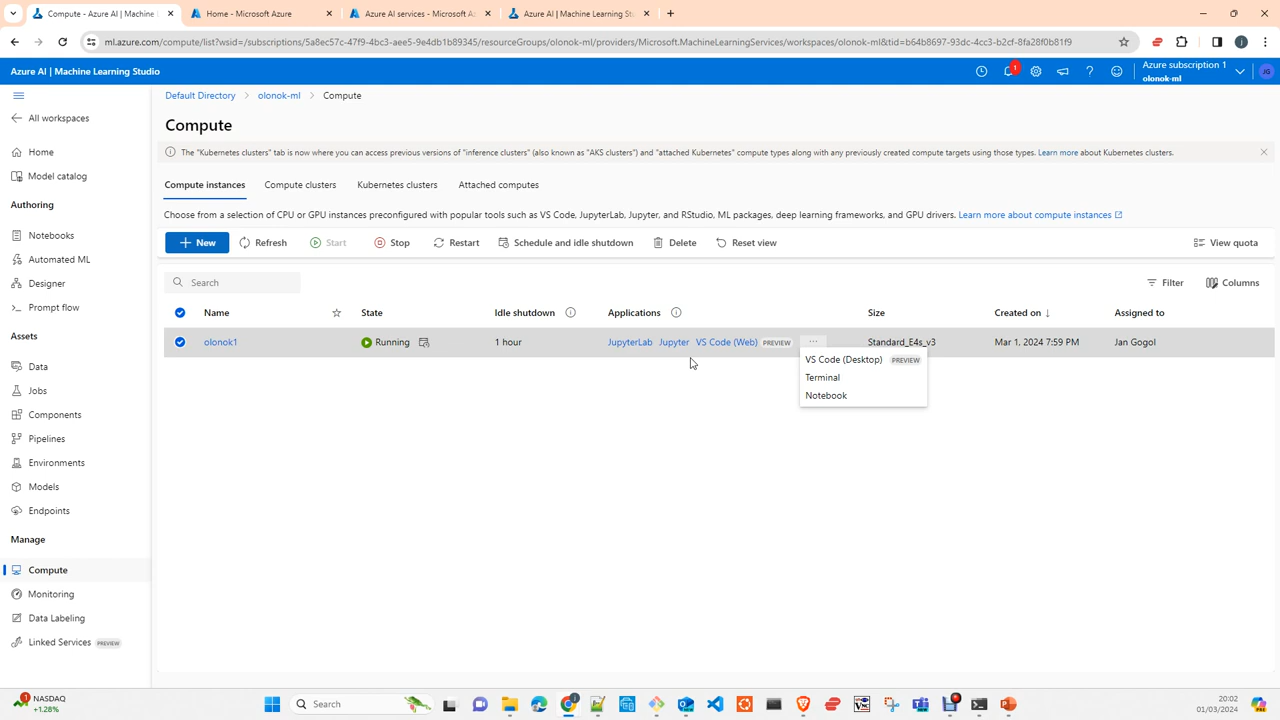 Compute - Azure AI | Machine L
Home - Microsoft Azure
Azure AI services - Microsoft Az
Azure AI | Machine Learning Stu
ml.azure.com/compute/list?wsid=/subscriptions/5a8ec57c-47f9-4bc3-aee5-9e4db1b89345/resourceGroups/olonok-ml/providers/Microsoft.MachineLearningServices/workspaces/olonok-ml&tid=b64b8697-93dc-4cc3-b2cf-8fa28f0b81f9
Azure AI | Machine Learning Studio
1
Azure subscription 1
olonok-ml
JG
Default Directory > olonok-ml > Compute
All workspaces
Home
Model catalog
Authoring
Notebooks
Automated ML
Designer
Prompt flow
Assets
Data
Jobs
Components
Pipelines
Environments
Models
Endpoints
Manage
Compute
Monitoring
Data Labeling
Linked Services PREVIEW
Compute
The "Kubernetes clusters" tab is now where you can access previous versions of "inference clusters" (also known as "AKS clusters") and "attached Kubernetes" compute types along with any previously created compute targets using those types. Learn more about Kubernetes clusters.
Compute instances Compute clusters Kubernetes clusters Attached computes
Choose from a selection of CPU or GPU instances preconfigured with popular tools such as VS Code, JupyterLab, Jupyter, and RStudio, ML packages, deep learning frameworks, and GPU drivers. Learn more about compute instances
New Refresh Start Stop Restart Schedule and idle shutdown Delete Reset view View quota
Search Filter Columns
Name State Idle shutdown Applications Size Created on ↓ Assigned to
olonok1 Running 1 hour JupyterLab Jupyter VS Code (Web) PREVIEW ... Standard_E4s_v3 Mar 1, 2024 7:59 PM Jan Gogol
VS Code (Desktop) PREVIEW
Terminal
Notebook
1
NASDAQ
+1.28%
Search
20:02
01/03/2024